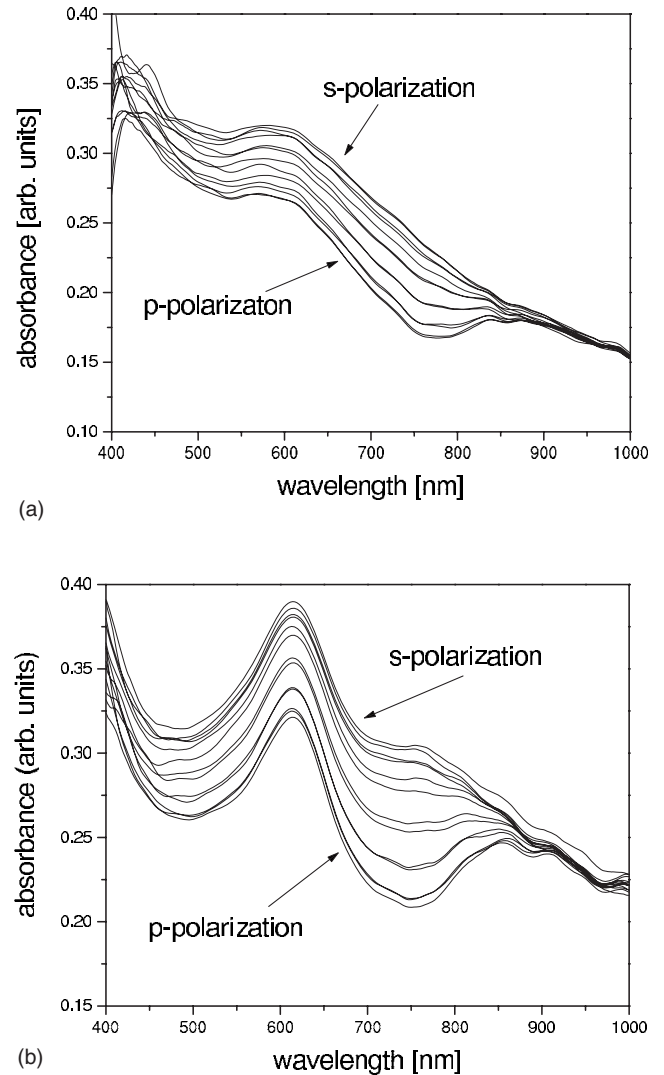 0.40
0.35
0.30
0.25
0.20
0.15
0.10
absorbance [arb. units]
s-polarization
p-polarizaton
400 500 600 700 800 900 1000
wavelength [nm]
(a)
0.40
0.35
0.30
0.25
0.20
0.15
absorbance (arb. units)
s-polarization
p-polarization
400 500 600 700 800 900 1000
wavelength [nm]
(b)